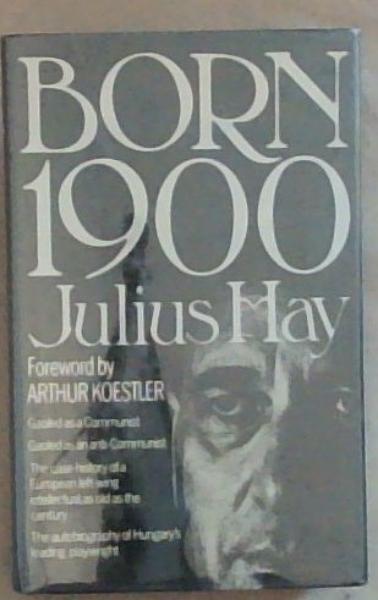 BORN
1900
Julius Hay
Foreword by
ARTHUR KOESTLER
Gaoled as a Communist
Gaoled as an anti-Communist
The case-history of a
European left-wing
intellectual, as old as the
century
The autobiography of Hungary's
leading playwright